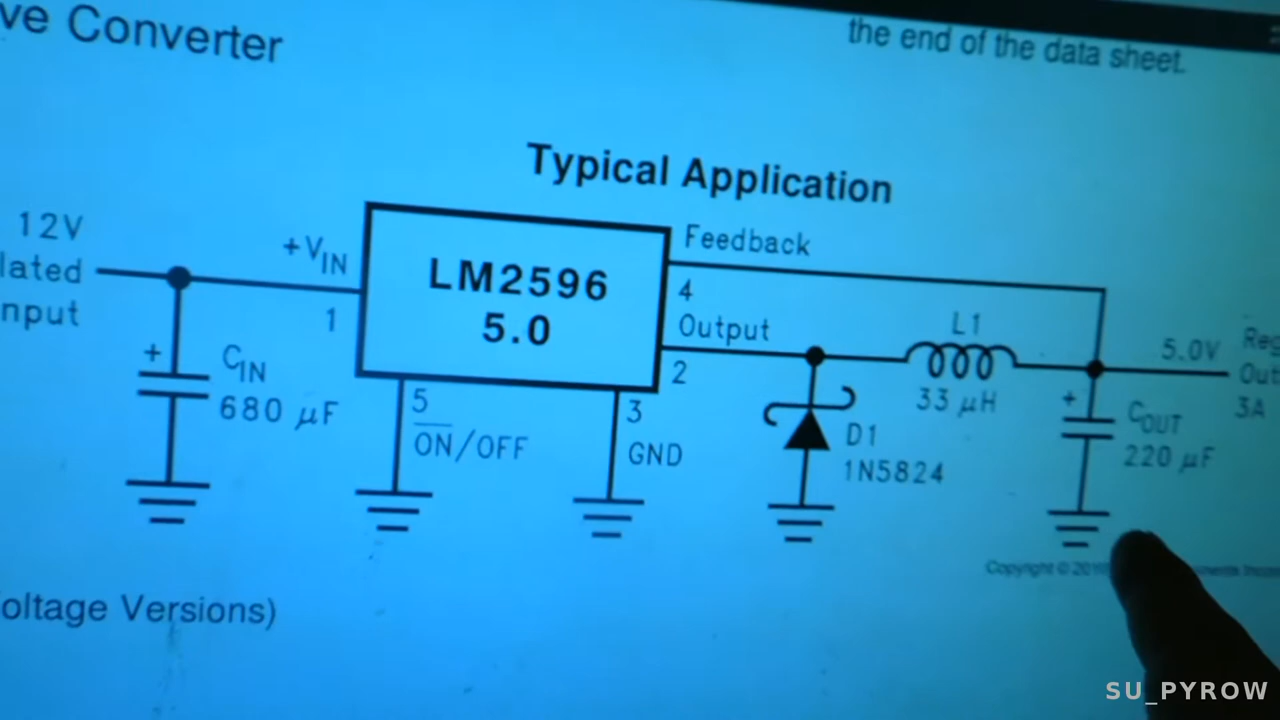 ve Converter
the end of the data sheet.
Typical Application
12V
lated
nput
+VIN
1
LM2596
5.0
Feedback
4
Output
2
5
ON/OFF
3
GND
+
CIN
680 µF
D1
1N5824
L1
33 µH
5.0V
+
COUT
220 µF
3A
Copyright ©
oltage Versions)
SU_PYROW